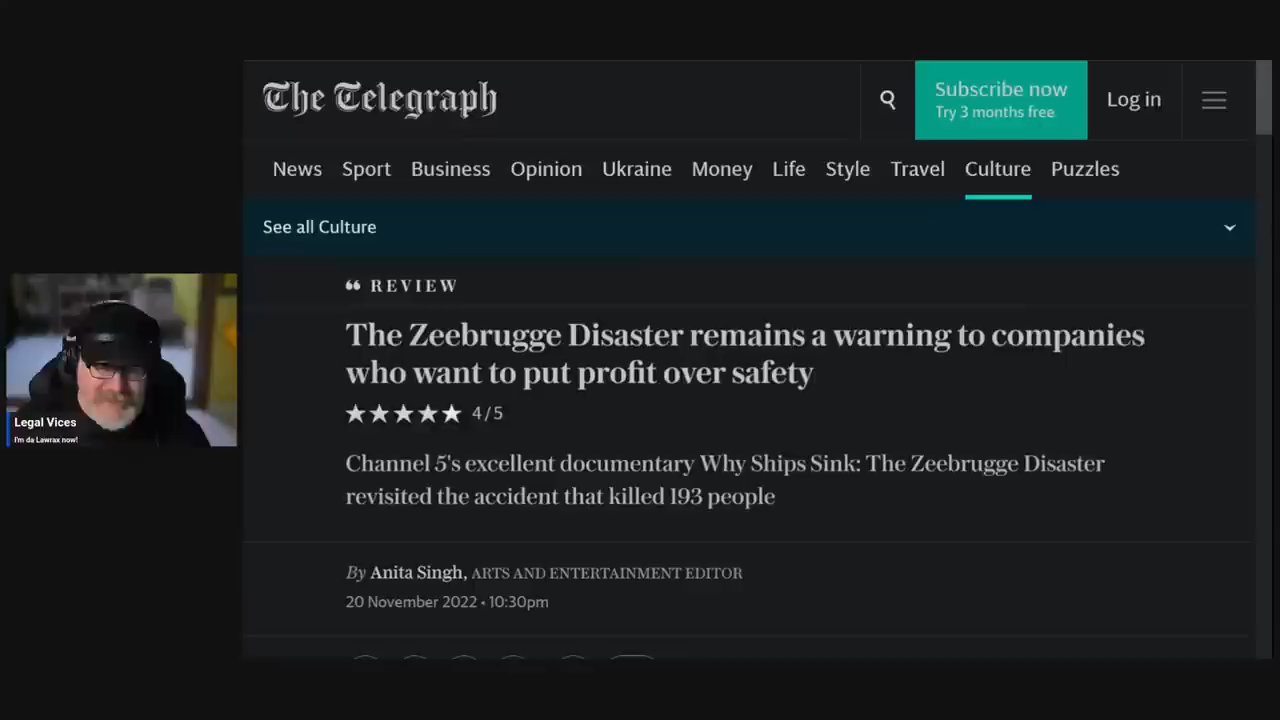 The Telegraph
Subscribe now
Try 3 months free
Log in
News Sport Business Opinion Ukraine Money Life Style Travel Culture Puzzles
See all Culture
“ REVIEW
The Zeebrugge Disaster remains a warning to companies
who want to put profit over safety
4/5
Channel 5's excellent documentary Why Ships Sink: The Zeebrugge Disaster
revisited the accident that killed 193 people
By Anita Singh, ARTS AND ENTERTAINMENT EDITOR
20 November 2022 • 10:30pm
Legal Vices
I'm da Lawrax now!